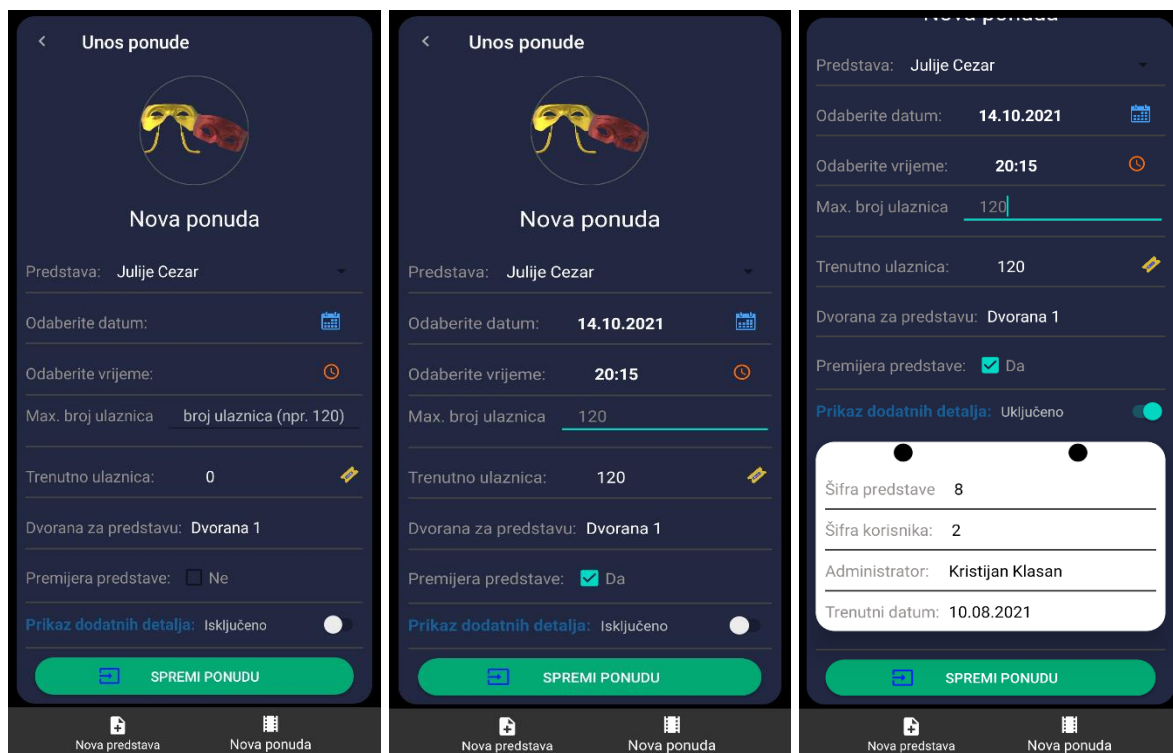 Unos ponude
Nova ponuda
Predstava: Julije Cezar
Odaberite datum:
Odaberite vrijeme:
Max. broj ulaznica broj ulaznica (npr. 120)
Trenutno ulaznica: 0
Dvorana za predstavu: Dvorana 1
Premijera predstave: Ne
Prikaz dodatnih detalja: Isključeno
SPREMI PONUDU
Nova predstava Nova ponuda
Unos ponude
Nova ponuda
Predstava: Julije Cezar
Odaberite datum: 14.10.2021
Odaberite vrijeme: 20:15
Max. broj ulaznica 120
Trenutno ulaznica: 120
Dvorana za predstavu: Dvorana 1
Premijera predstave: Da
Prikaz dodatnih detalja: Isključeno
SPREMI PONUDU
Nova predstava Nova ponuda
Nova ponuda
Predstava: Julije Cezar
Odaberite datum: 14.10.2021
Odaberite vrijeme: 20:15
Max. broj ulaznica 120
Trenutno ulaznica: 120
Dvorana za predstavu: Dvorana 1
Premijera predstave: Da
Prikaz dodatnih detalja: Uključeno
Šifra predstave 8
Šifra korisnika: 2
Administrator: Kristijan Klasan
Trenutni datum: 10.08.2021
SPREMI PONUDU
Nova predstava Nova ponuda